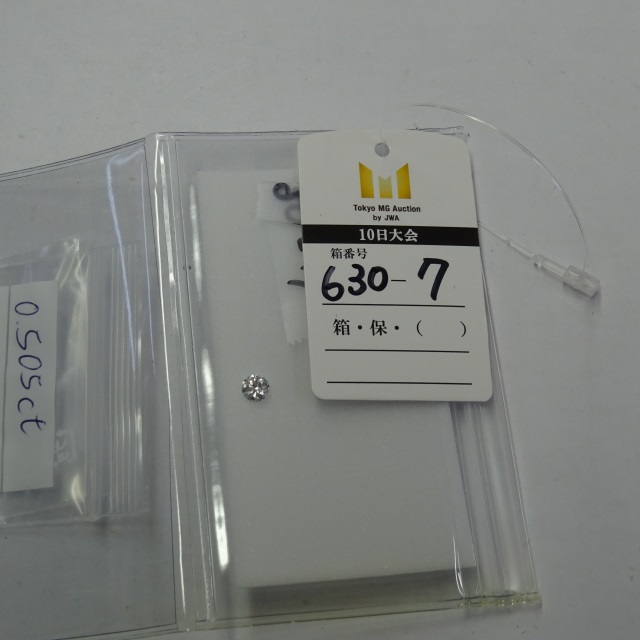 Tokyo MG Auction
by JWA
10日大会
箱番号
630-7
箱・保・( )
0.505ct